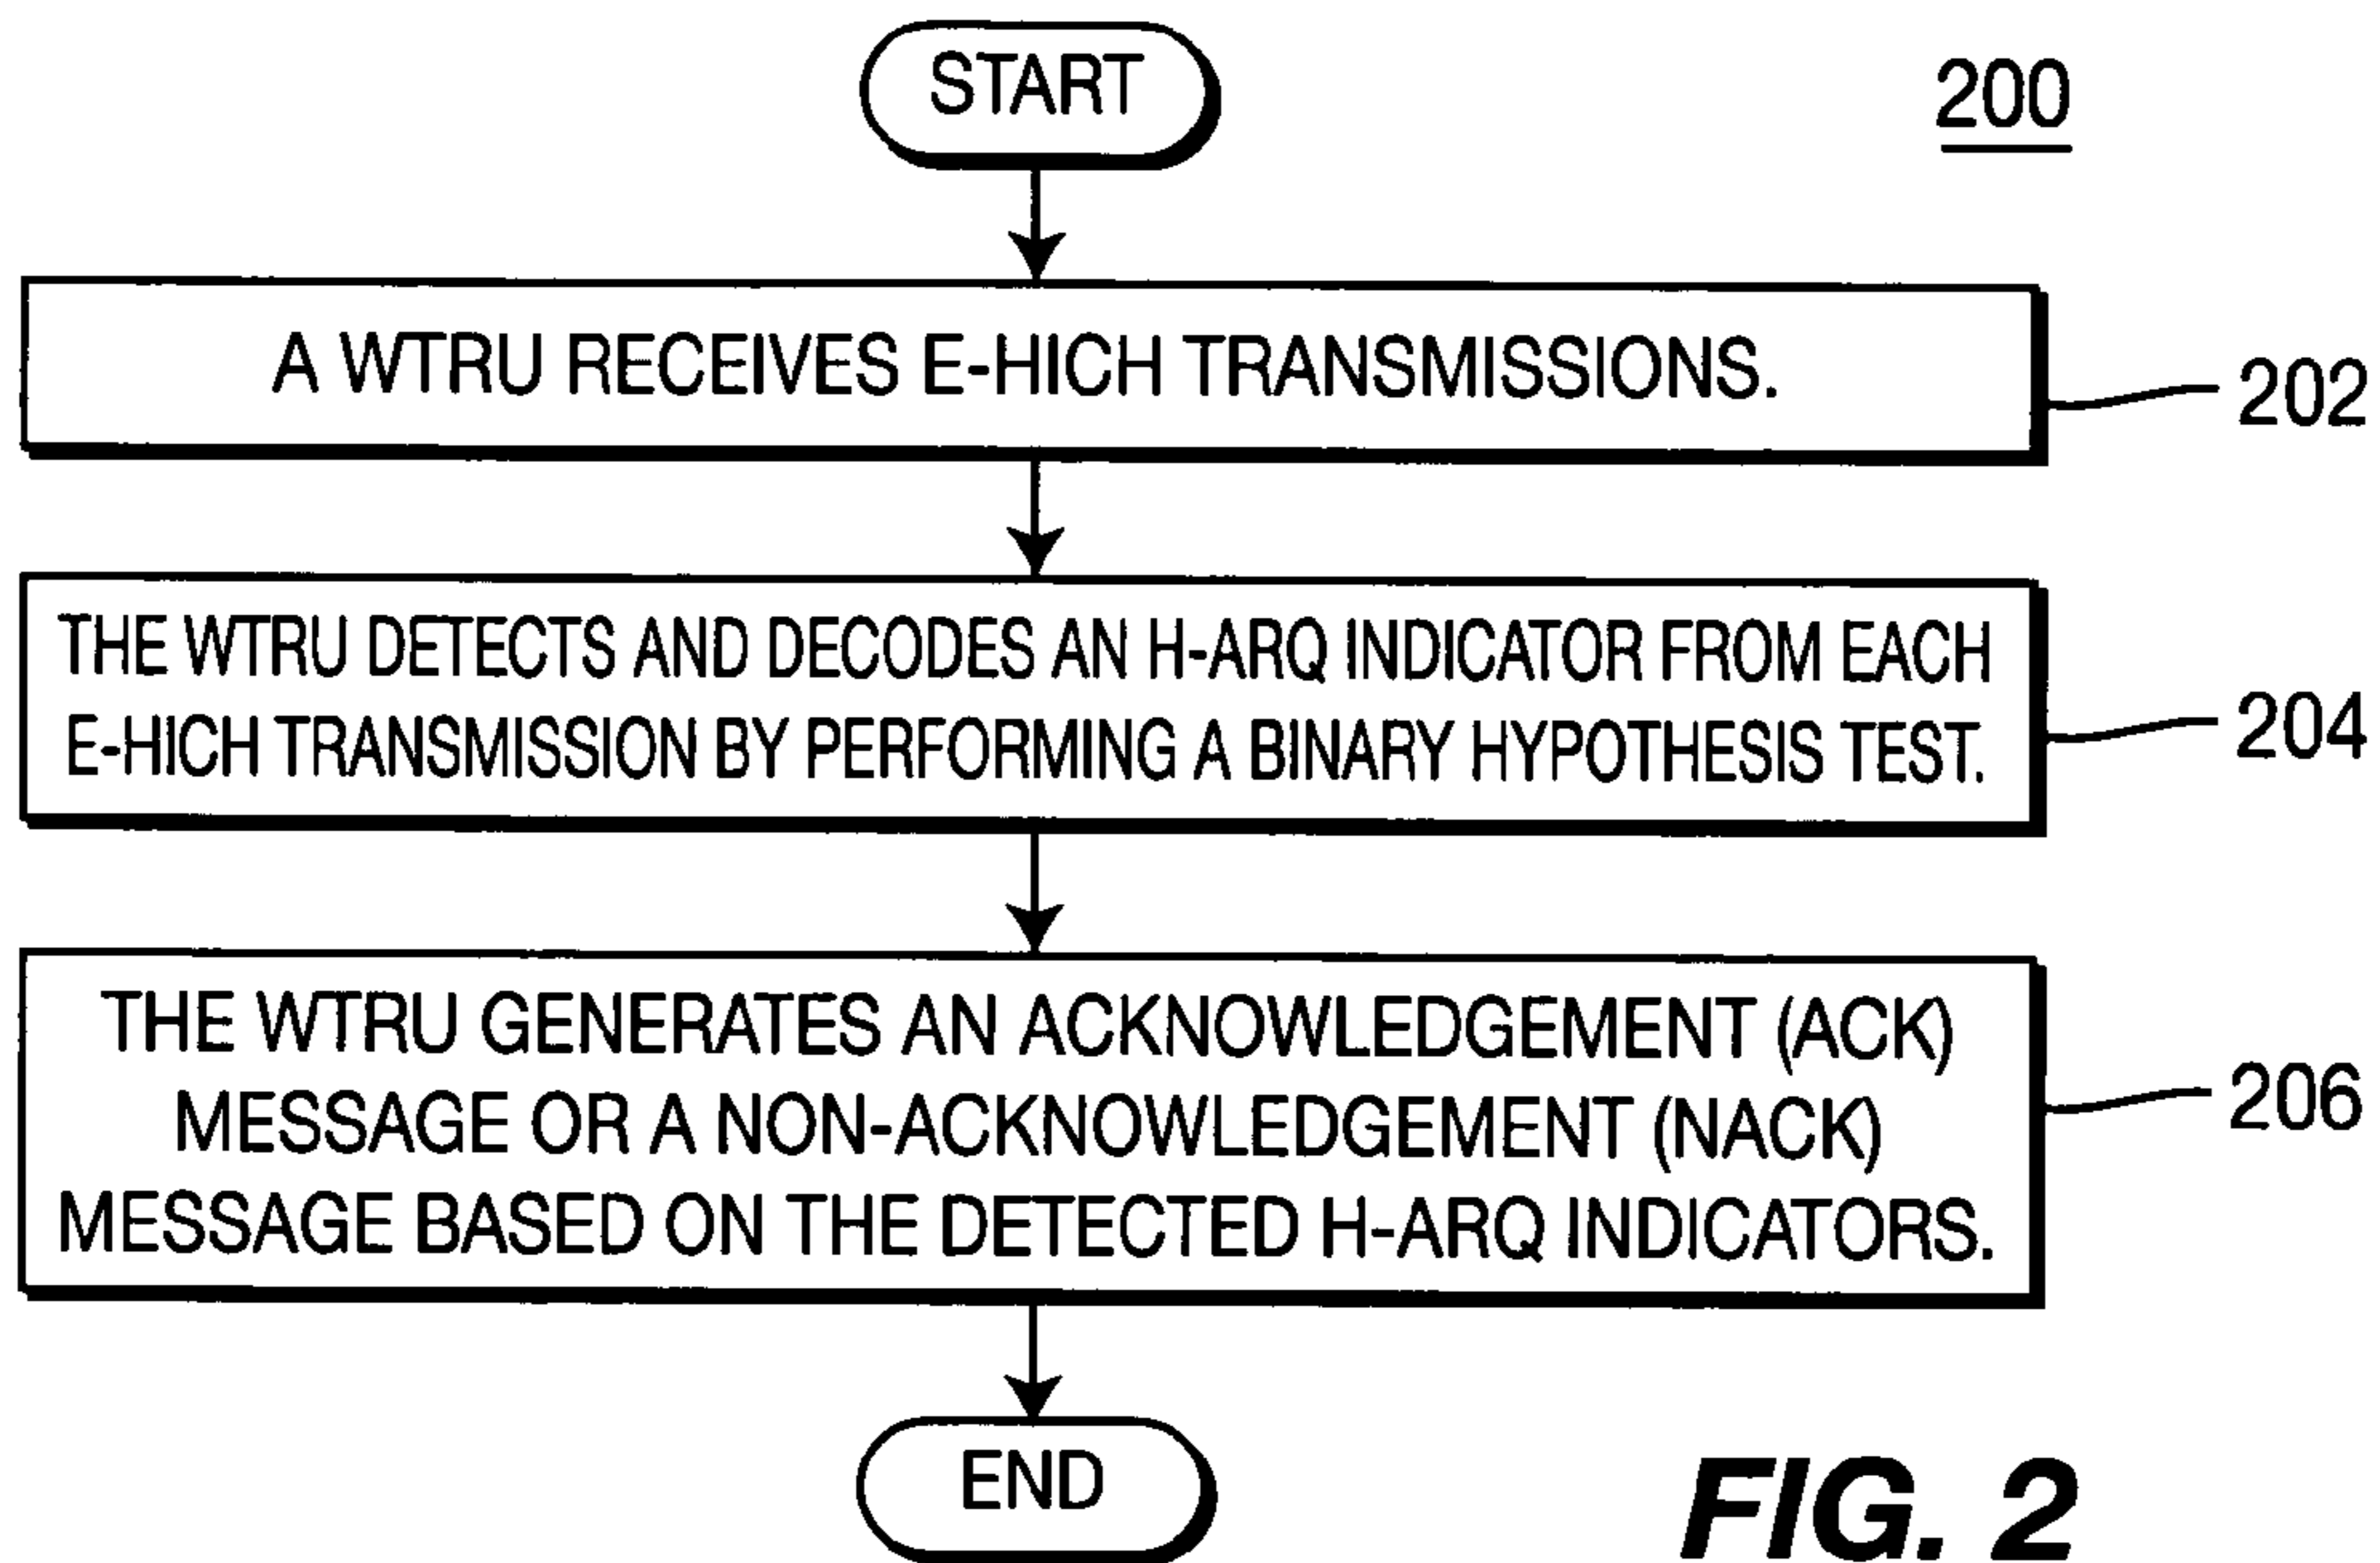 START
200
A WTRU RECEIVES E-HICH TRANSMISSIONS.
202
THE WTRU DETECTS AND DECODES AN H-ARQ INDICATOR FROM EACH
E-HICH TRANSMISSION BY PERFORMING A BINARY HYPOTHESIS TEST.
204
THE WTRU GENERATES AN ACKNOWLEDGEMENT (ACK)
MESSAGE OR A NON-ACKNOWLEDGEMENT (NACK)
MESSAGE BASED ON THE DETECTED H-ARQ INDICATORS.
206
END
FIG. 2